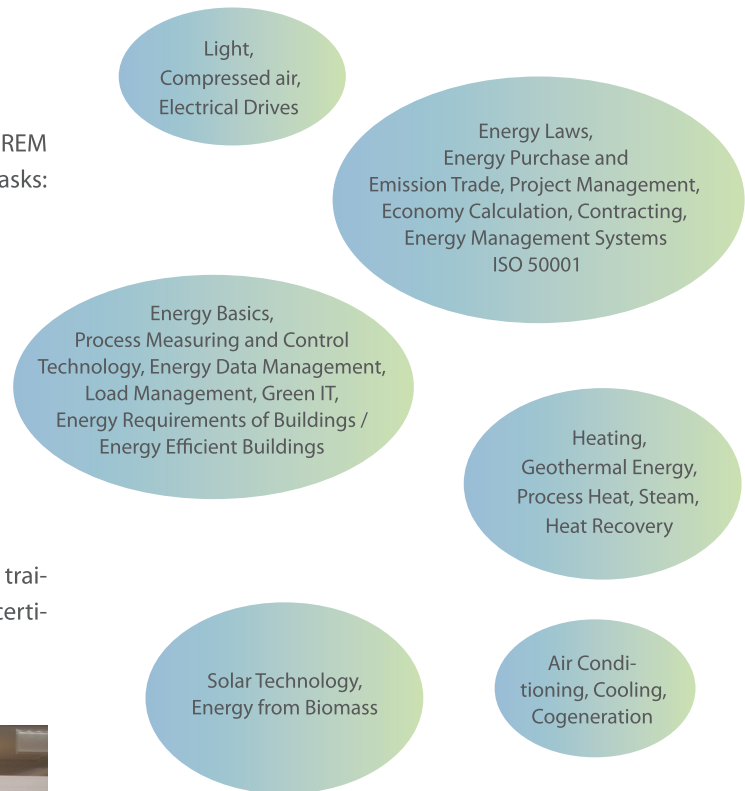 Light,
Compressed air,
Electrical Drives
REM
asks:
Energy Laws,
Energy Purchase and
Emission Trade, Project Management,
Economy Calculation, Contracting,
Energy Management Systems
ISO 50001
Energy Basics,
Process Measuring and Control
Technology, Energy Data Management,
Load Management, Green IT,
Energy Requirements of Buildings /
Energy Efficient Buildings
Heating,
Geothermal Energy,
Process Heat, Steam,
Heat Recovery
trai-
certi-
Solar Technology,
Energy from Biomass
Air Condi-
tioning, Cooling,
Cogeneration